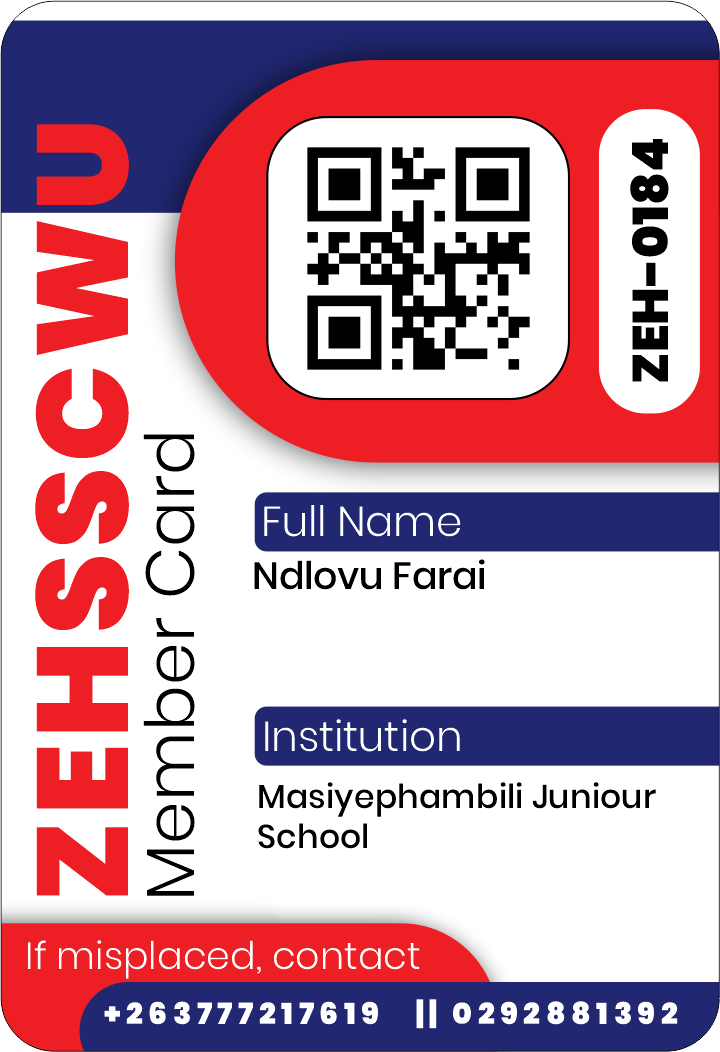 ZEHSSCWU
Member Card
ZEH-0184
Full Name
Ndlovu Farai
Institution
Masiyephambili Juniour
School
If misplaced, contact
+263777217619 || 0292881392